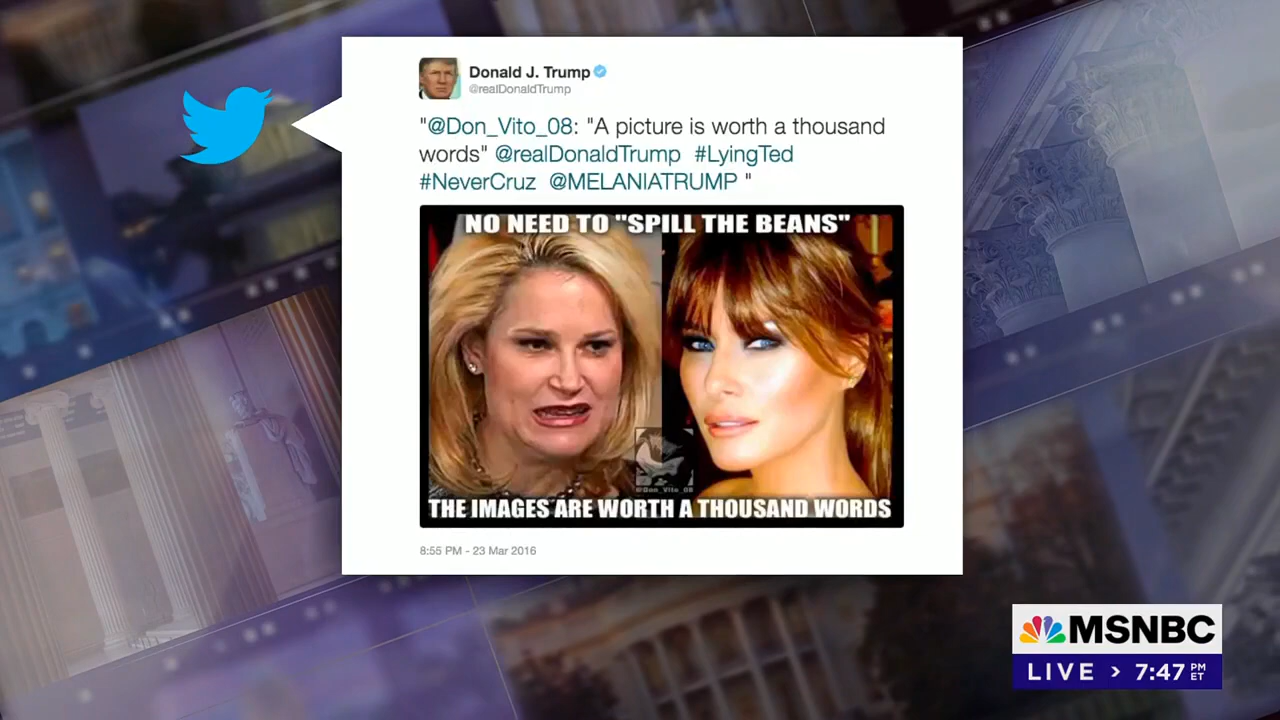 Donald J. Trump
@realDonaldTrump
"@Don_Vito_08: "A picture is worth a thousand
words" @realDonaldTrump #LyingTed
#NeverCruz @MELANIATRUMP "
NO NEED TO "SPILL THE BEANS"
@Don_Vito_08
THE IMAGES ARE WORTH A THOUSAND WORDS
8:55 PM - 23 Mar 2016
MSNBC
LIVE > 7:47 PM ET